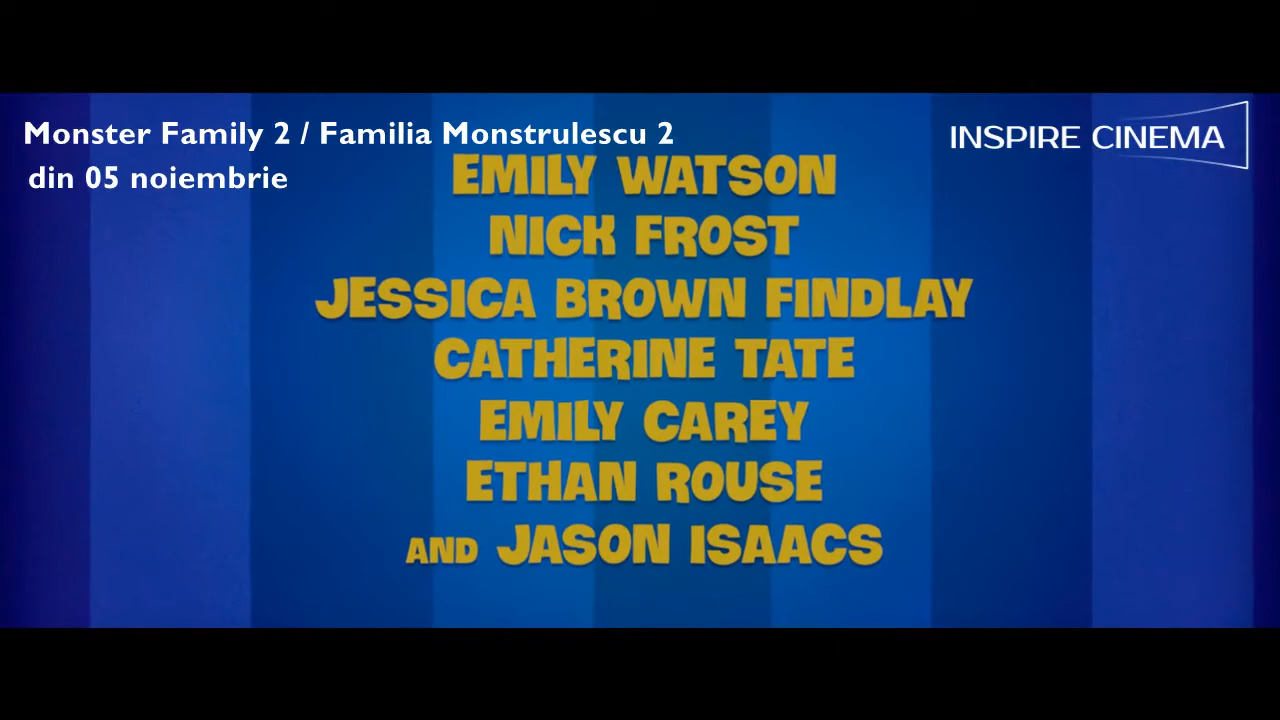 Monster Family 2 / Familia Monstrulescu 2
din 05 noiembrie
INSPIRE CINEMA
EMILY WATSON
NICK FROST
JESSICA BROWN FINDLAY
CATHERINE TATE
EMILY CAREY
ETHAN ROUSE
AND JASON ISAACS